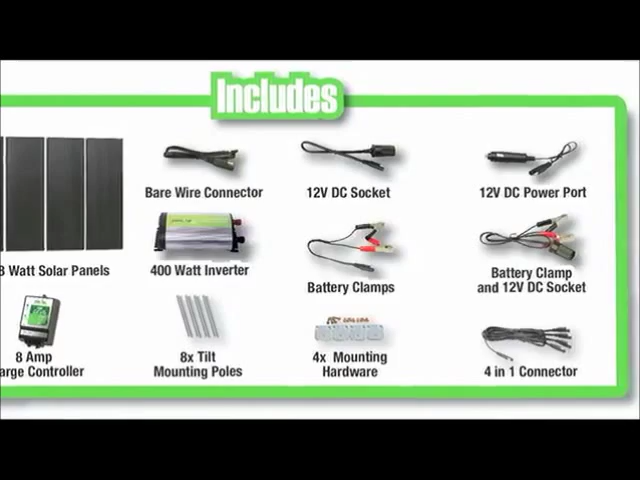 Includes
Bare Wire Connector
12V DC Socket
12V DC Power Port
8 Watt Solar Panels
400 Watt Inverter
Battery Clamps
Battery Clamp
and 12V DC Socket
8 Amp
arge Controller
8x Tilt
Mounting Poles
4x Mounting
Hardware
4 in 1 Connector